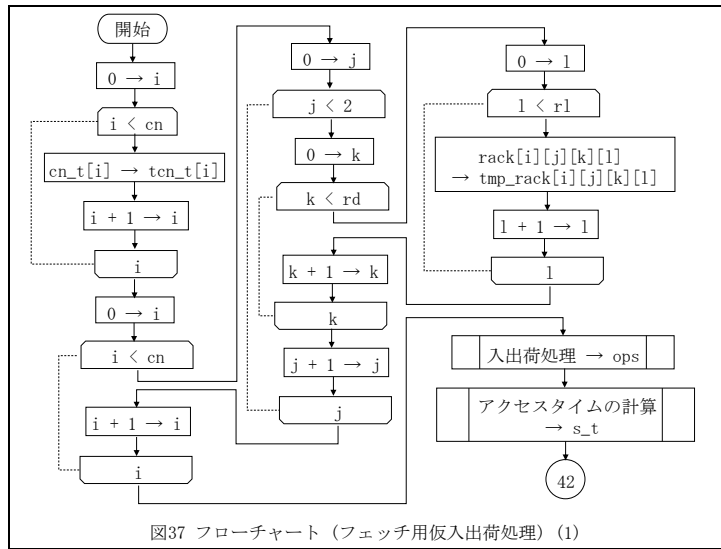 開始
0 → i
i < cn
cn_t[i] → tcn_t[i]
i + 1 → i
i
0 → i
i < cn
i + 1 → i
i
0 → j
j < 2
0 → k
k < rd
k + 1 → k
k
j + 1 → j
j
0 → l
l < rl
rack[i][j][k][l]
→ tmp_rack[i][j][k][l]
l + 1 → l
l
入出荷処理 → ops
アクセスタイムの計算
→ s_t
42
図37 フローチャート（フェッチ用仮入出荷処理）(1)